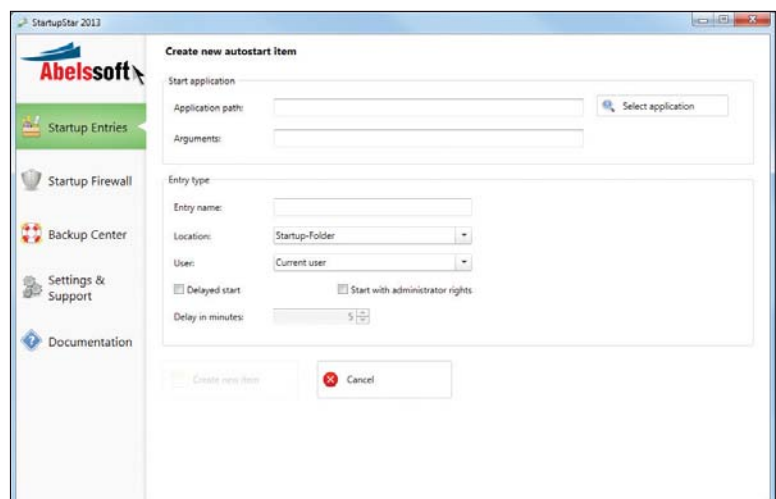 StartupStar 2013
Abelssoft
Startup Entries
Startup Firewall
Backup Center
Settings &
Support
Documentation
Create new autostart item
Start application
Application path:
Select application
Arguments:
Entry type
Entry name:
Location: Startup-Folder
User: Current user
Delayed start Start with administrator rights
Delay in minutes: 5
Create new item Cancel